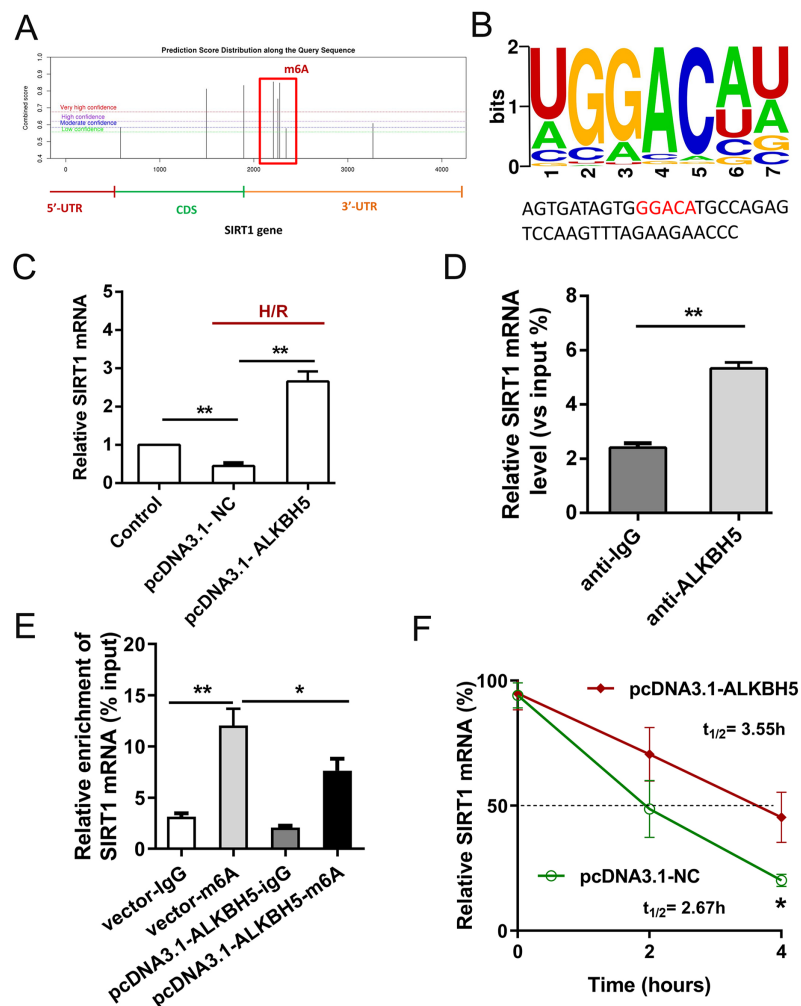 A
Prediction Score Distribution along the Query Sequence
m6A
Combined score
1.0
0.9
0.8
0.7
0.6
0.5
0.4
Very high confidence
High confidence
Moderate confidence
Low confidence
0 1000 2000 3000 4000
5′-UTR CDS 3′-UTR
SIRT1 gene
B
bits
2
1
0
UGGACAU
1 2 3 4 5 6 7
AGTGATAGTGGGACATGCCAGAG
TCCAAGTTTAGAAGAACCC
C
Relative SIRT1 mRNA
5
4
3
2
1
0
H/R
**
**
Control
pcDNA3.1- NC
pcDNA3.1- ALKBH5
D
Relative SIRT1 mRNA
level (vs input %)
8
6
4
2
0
**
anti-IgG
anti-ALKBH5
E
Relative enrichment of
SIRT1 mRNA (% input)
20
15
10
5
0
**
*
vector-IgG
vector-m6A
pcDNA3.1-ALKBH5-igG
pcDNA3.1-ALKBH5-m6A
F
Relative SIRT1 mRNA (%)
100
50
0
pcDNA3.1-ALKBH5
t1/2= 3.55h
pcDNA3.1-NC
t1/2= 2.67h
*
0 2 4
Time (hours)